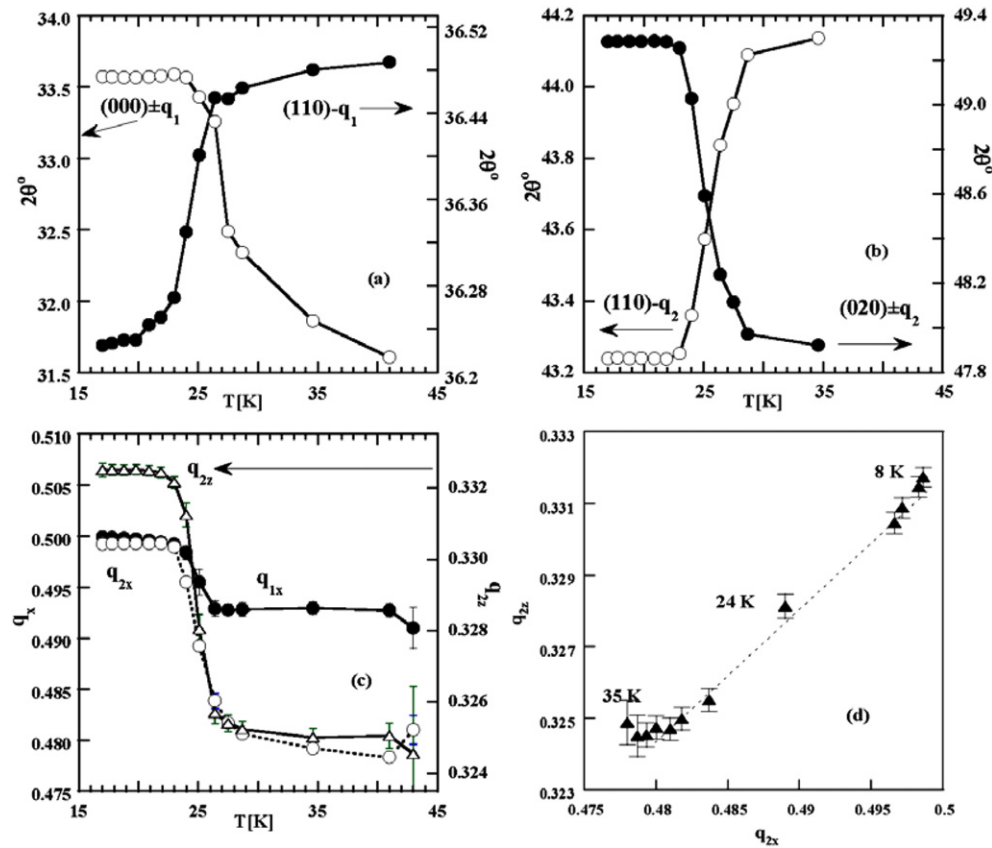 34.0
33.5
33.0
32.5
32.0
31.5
2θ°
(000)±q1
(110)-q1
(a)
36.52
36.44
36.36
36.28
36.2
2θ°
15 25 35 45
T[K]
44.2
44.0
43.8
43.6
43.4
43.2
2θ°
(b)
(110)-q2
(020)±q2
49.4
49.0
48.6
48.2
47.8
2θ°
15 25 35 45
T[K]
0.510
0.505
0.500
0.495
0.490
0.485
0.480
0.475
qx
q2z
q2x
q1x
(c)
0.332
0.330
0.328
0.326
0.324
q2z
15 25 35 45
T[K]
0.333
0.331
0.329
0.327
0.325
0.323
q2z
8 K
24 K
35 K
(d)
0.475 0.48 0.485 0.49 0.495 0.5
q2x